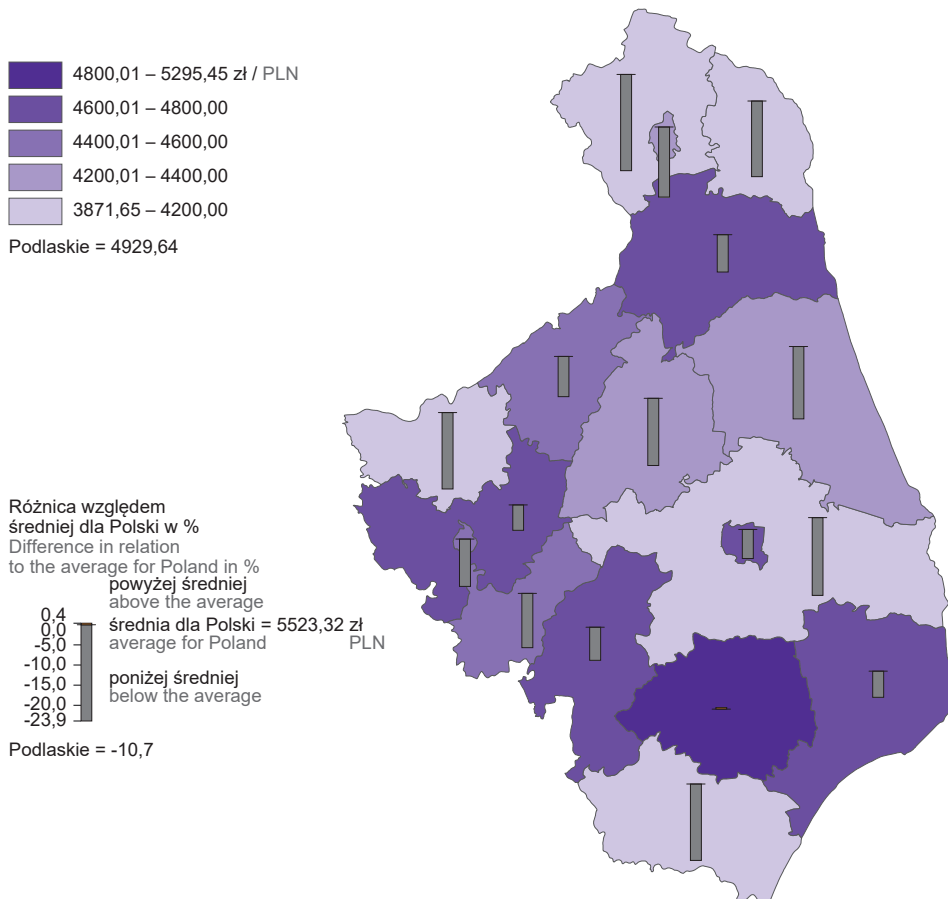 4800,01 – 5295,45 zł / PLN
4600,01 – 4800,00
4400,01 – 4600,00
4200,01 – 4400,00
3871,65 – 4200,00
Podlaskie = 4929,64
Różnica względem
średniej dla Polski w %
Difference in relation
to the average for Poland in %
powyżej średniej
above the average
0,4
0,0
średnia dla Polski = 5523,32 zł
average for Poland PLN
-5,0
-10,0
-15,0
-20,0
-23,9
poniżej średniej
below the average
Podlaskie = -10,7